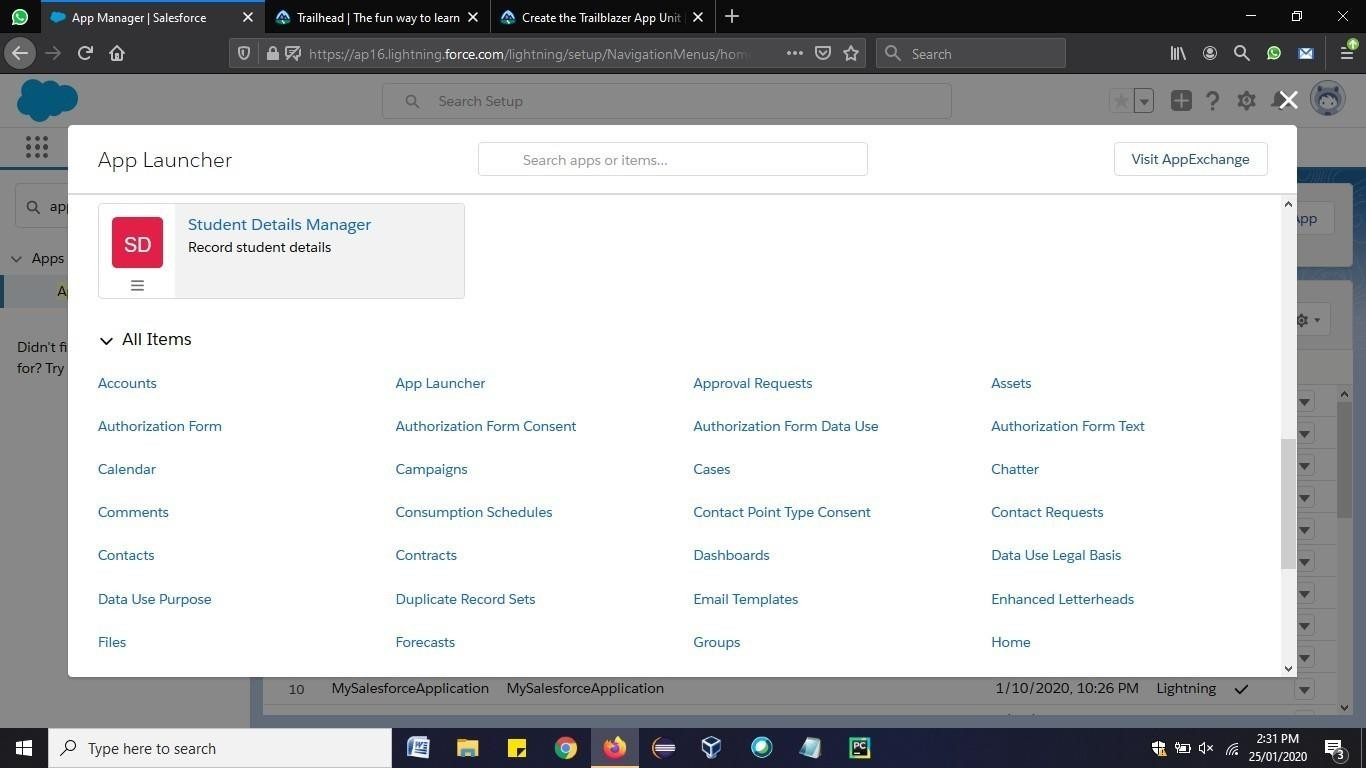 App Manager | Salesforce
Trailhead | The fun way to learn
Create the Trailblazer App Unit
https://ap16.lightning.force.com/lightning/setup/NavigationMenus/hom
Search
Search Setup
App Launcher
Search apps or items...
Visit AppExchange
app
SD
Student Details Manager
Record student details
App
Apps
A
Didn't fi
for? Try
All Items
Accounts App Launcher Approval Requests Assets
Authorization Form Authorization Form Consent Authorization Form Data Use Authorization Form Text
Calendar Campaigns Cases Chatter
Comments Consumption Schedules Contact Point Type Consent Contact Requests
Contacts Contracts Dashboards Data Use Legal Basis
Data Use Purpose Duplicate Record Sets Email Templates Enhanced Letterheads
Files Forecasts Groups Home
10 MySalesforceApplication MySalesforceApplication 1/10/2020, 10:26 PM Lightning
Type here to search
PC
2:31 PM
25/01/2020
3